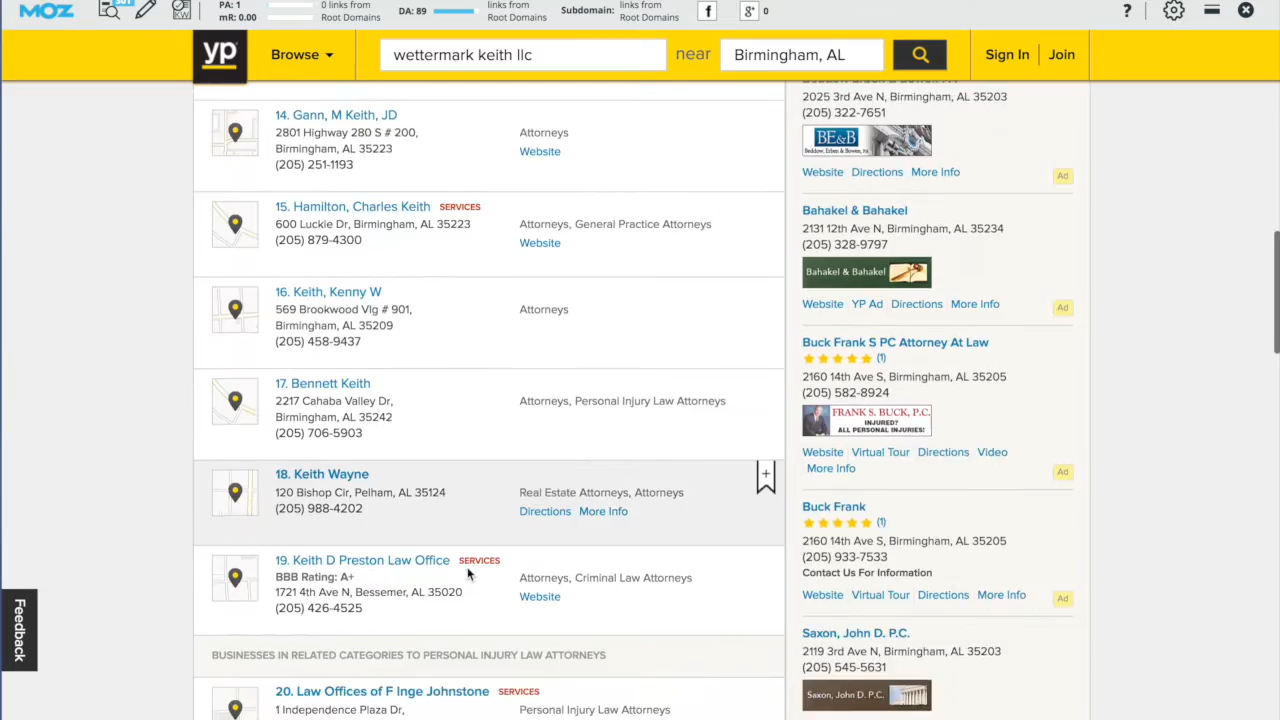 MOZ
501
KW
PA: 1
mR: 0.00
0 links from
Root Domains
DA: 89
links from
Root Domains
Subdomain:
links from
Root Domains
f
g+
0
?
yp
Browse
wettermark keith llc
near
Birmingham, AL
Sign In
Join
14. Gann, M Keith, JD
2801 Highway 280 S # 200,
Birmingham, AL 35223
(205) 251-1193
Attorneys
Website
15. Hamilton, Charles Keith SERVICES
600 Luckie Dr, Birmingham, AL 35223
(205) 879-4300
Attorneys, General Practice Attorneys
Website
16. Keith, Kenny W
569 Brookwood Vlg # 901,
Birmingham, AL 35209
(205) 458-9437
Attorneys
17. Bennett Keith
2217 Cahaba Valley Dr,
Birmingham, AL 35242
(205) 706-5903
Attorneys, Personal Injury Law Attorneys
18. Keith Wayne
120 Bishop Cir, Pelham, AL 35124
(205) 988-4202
Real Estate Attorneys, Attorneys
Directions More Info
19. Keith D Preston Law Office SERVICES
BBB Rating: A+
1721 4th Ave N, Bessemer, AL 35020
(205) 426-4525
Attorneys, Criminal Law Attorneys
Website
BUSINESSES IN RELATED CATEGORIES TO PERSONAL INJURY LAW ATTORNEYS
20. Law Offices of F Inge Johnstone SERVICES
1 Independence Plaza Dr,
Personal Injury Law Attorneys
2025 3rd Ave N, Birmingham, AL 35203
(205) 322-7651
BE&B
Beddow, Erben & Bowen, P.A.
Website Directions More Info
Ad
Bahakel & Bahakel
2131 12th Ave N, Birmingham, AL 35234
(205) 328-9797
Bahakel & Bahakel
Website YP Ad Directions More Info
Ad
Buck Frank S PC Attorney At Law
(1)
2160 14th Ave S, Birmingham, AL 35205
(205) 582-8924
FRANK S. BUCK, P.C.
INJURED?
ALL PERSONAL INJURIES!
Website Virtual Tour Directions Video
More Info
Ad
Buck Frank
(1)
2160 14th Ave S, Birmingham, AL 35205
(205) 933-7533
Contact Us For Information
Website Virtual Tour Directions More Info
Ad
Saxon, John D. P.C.
2119 3rd Ave N, Birmingham, AL 35203
(205) 545-5631
Saxon, John D. P.C.
Feedback